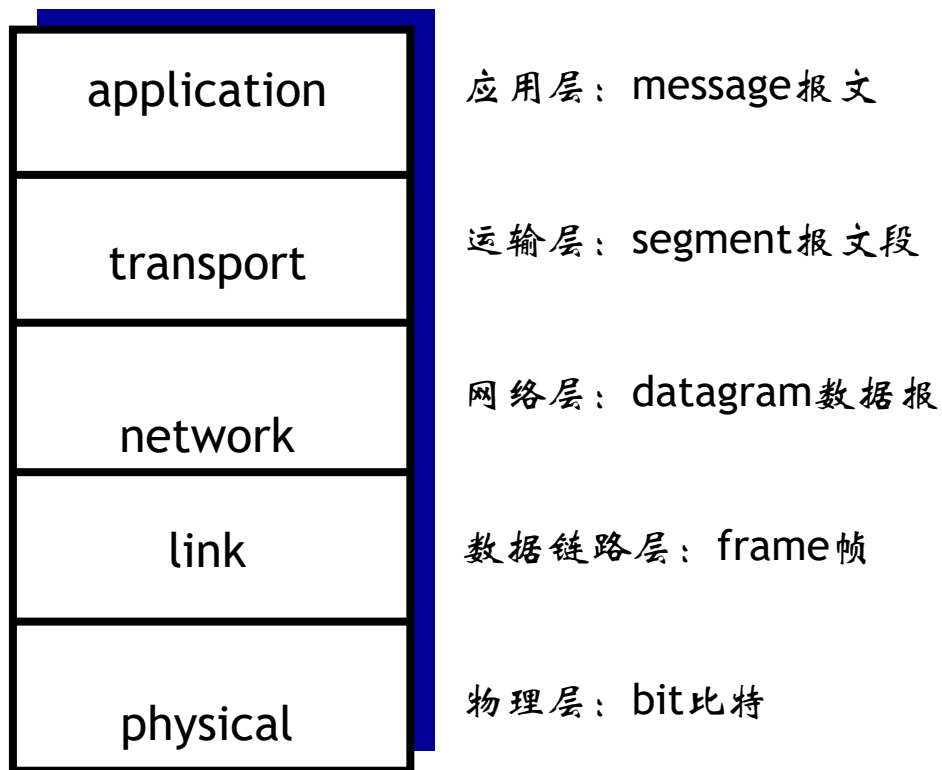 application
应用层：message报文
transport
运输层：segment报文段
network
网络层：datagram数据报
link
数据链路层：frame帧
physical
物理层：bit比特